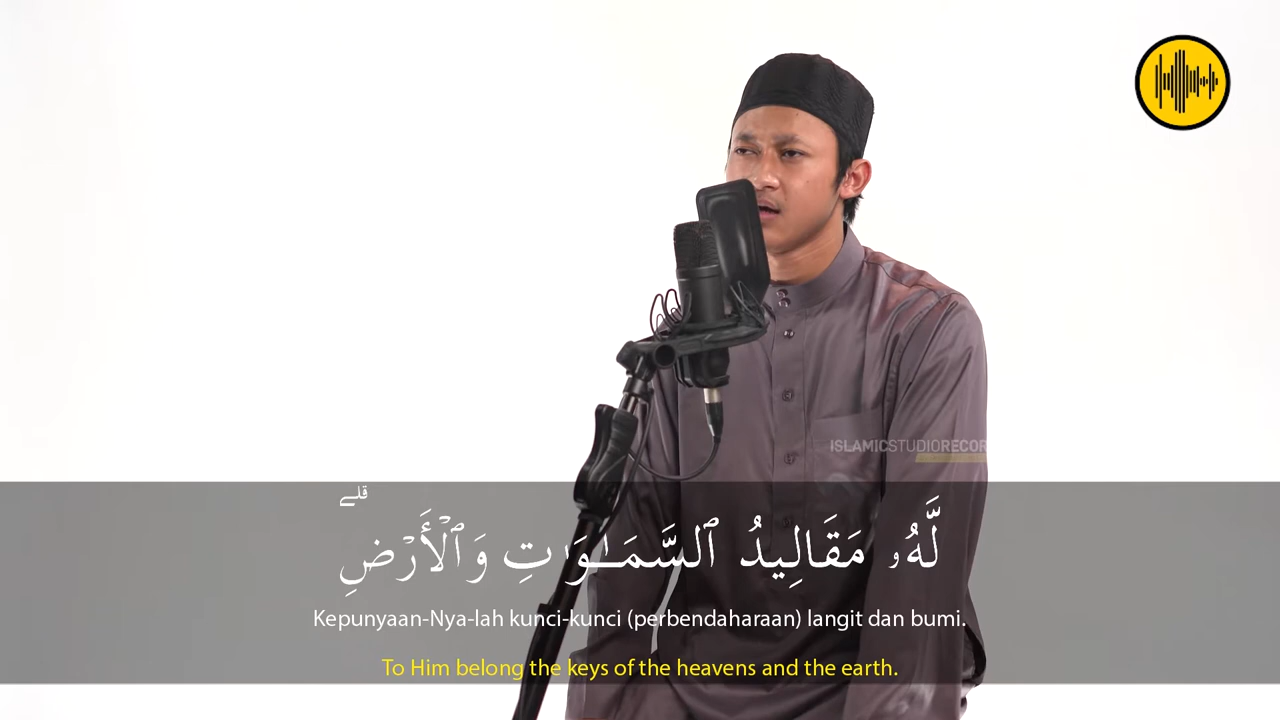 ISLAMICSTUDIORECOR
قلے
لَّهُۥ مَقَالِيدُ ٱلسَّمَـٰوَٰتِ وَٱلْأَرْضِ
Kepunyaan-Nya-lah kunci-kunci (perbendaharaan) langit dan bumi.
To Him belong the keys of the heavens and the earth.